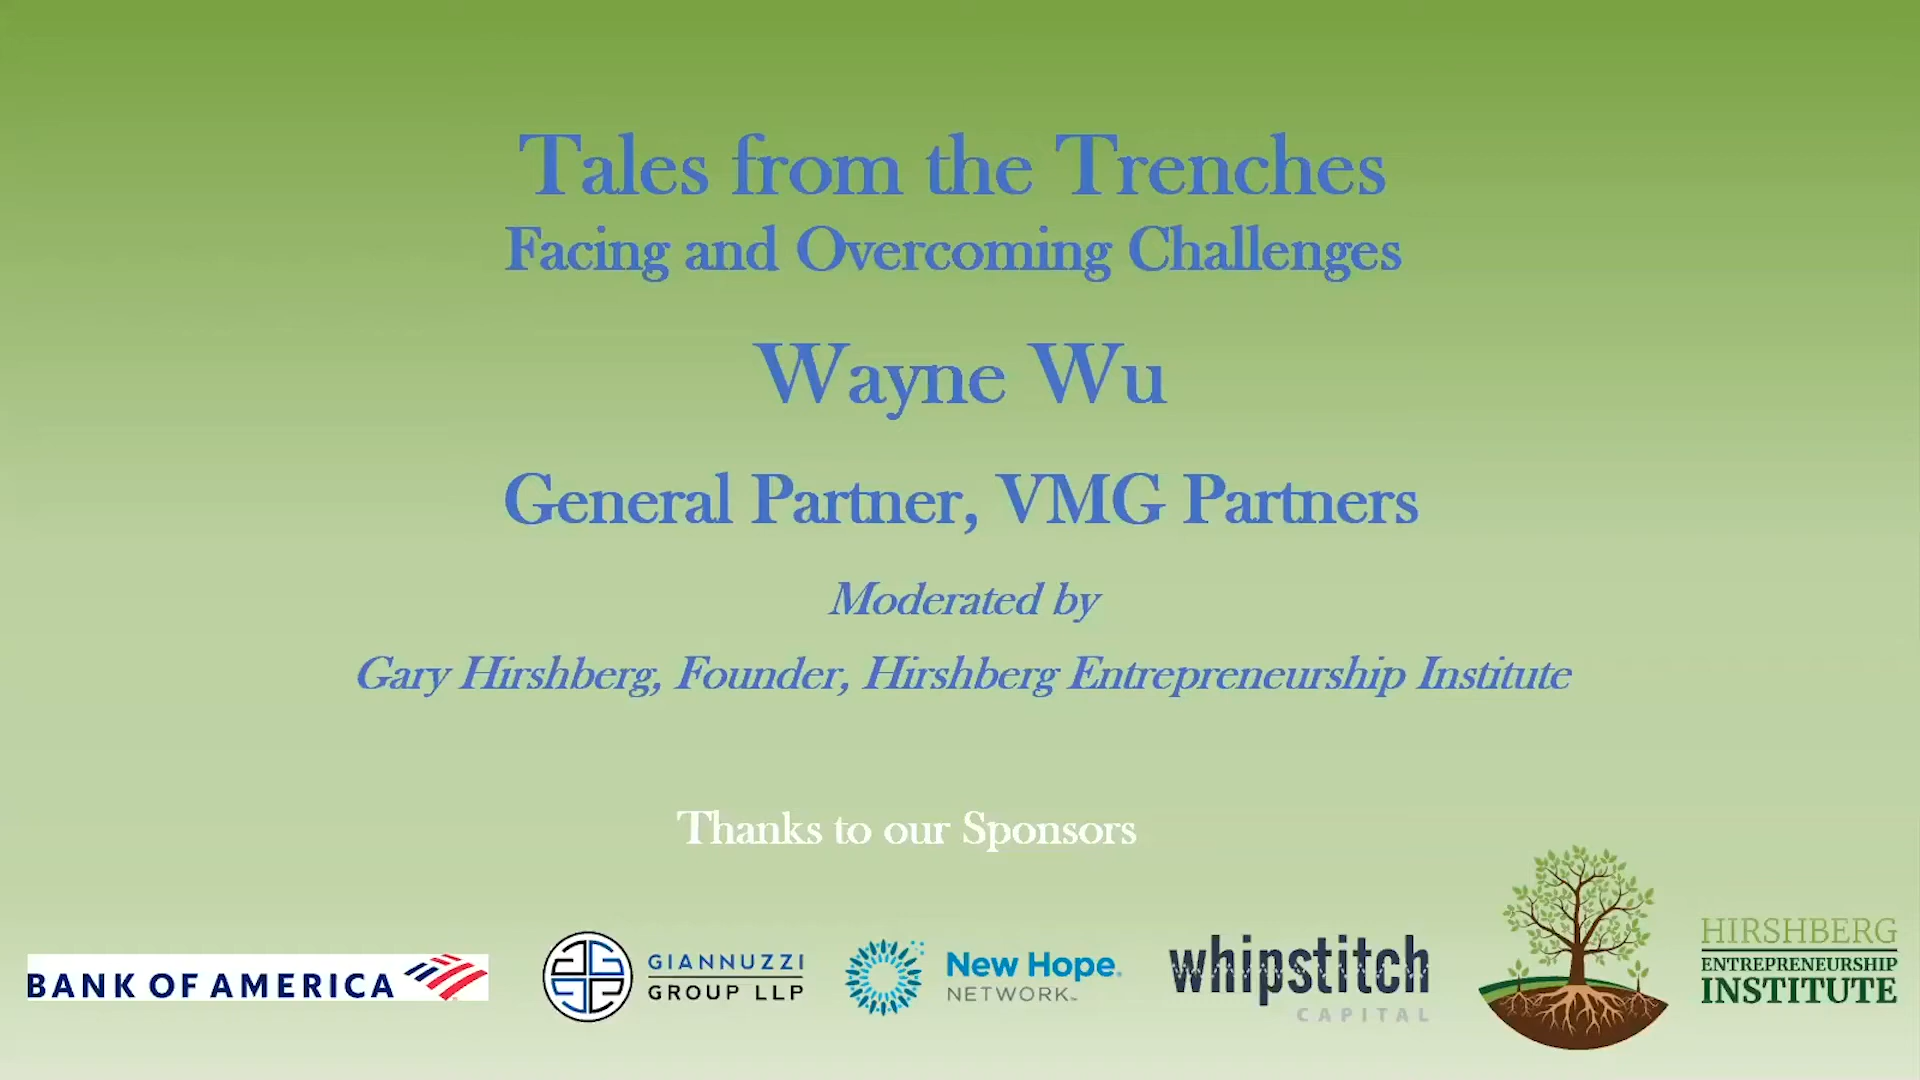 Tales from the Trenches
Facing and Overcoming Challenges
Wayne Wu
General Partner, VMG Partners
Moderated by
Gary Hirshberg, Founder, Hirshberg Entrepreneurship Institute
Thanks to our Sponsors
BANK OF AMERICA
GIANNUZZI
GROUP LLP
New Hope
NETWORK
whipstitch
CAPITAL
HIRSHBERG
ENTREPRENEURSHIP
INSTITUTE